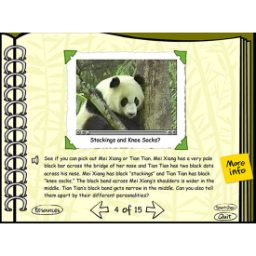 Stockings and Knee Socks?
See if you can pick out Mei Xiang or Tian Tian. Mei Xiang has a very pale
black bar across the bridge of her nose and Tian Tian has two black dots
across his nose. Mei Xiang has black "stockings" and Tian Tian has black
"knee socks." The black band across Mei Xiang's shoulders is wider in the
middle. Tian Tian's black band gets narrow in the middle. Can you also tell
them apart by their different personalities?
More
info
Resources
4 of 15
Quit